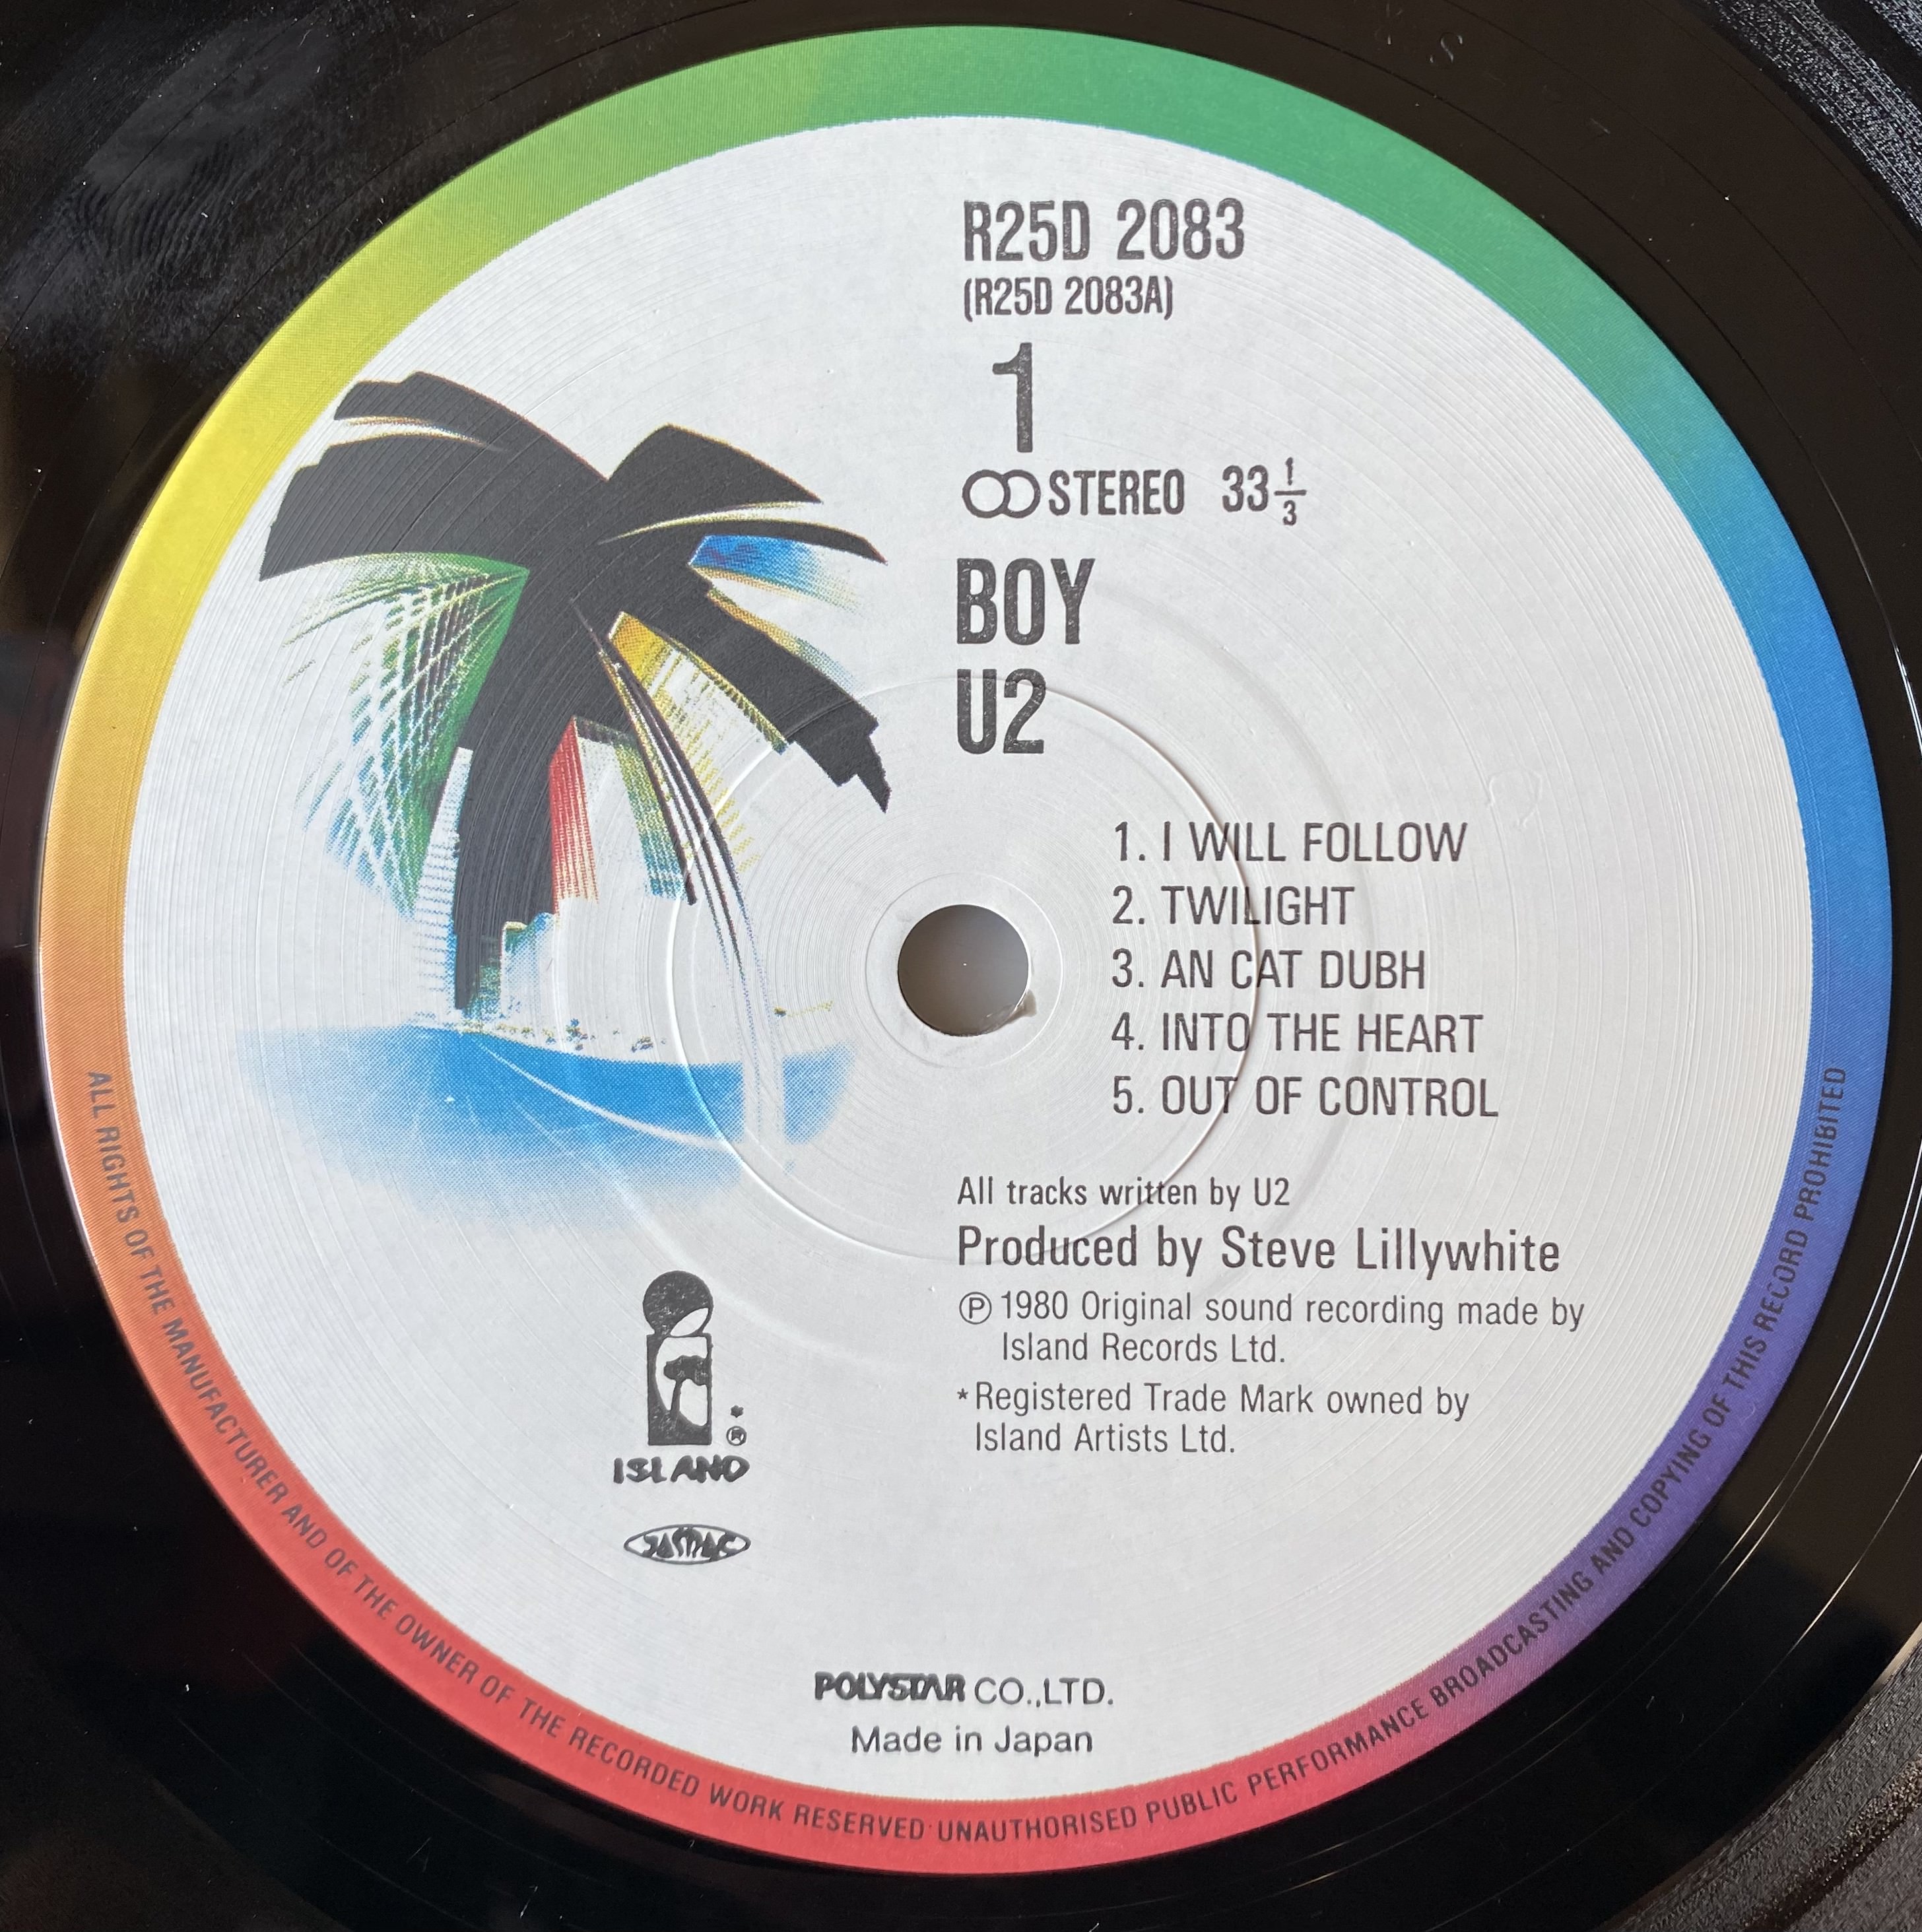 R25D 2083
(R25D 2083A)
1
STEREO 33 1/3
BOY
U2
1. I WILL FOLLOW
2. TWILIGHT
3. AN CAT DUBH
4. INTO THE HEART
5. OUT OF CONTROL
All tracks written by U2
Produced by Steve Lillywhite
℗ 1980 Original sound recording made by
Island Records Ltd.
*Registered Trade Mark owned by
Island Artists Ltd.
* ®
ISLAND
JASRAC
POLYSTAR CO.,LTD.
Made in Japan
ALL RIGHTS OF THE MANUFACTURER AND OF THE OWNER OF THE RECORDED WORK RESERVED·UNAUTHORISED PUBLIC PERFORMANCE BROADCASTING AND COPYING OF THIS RECORD PROHIBITED